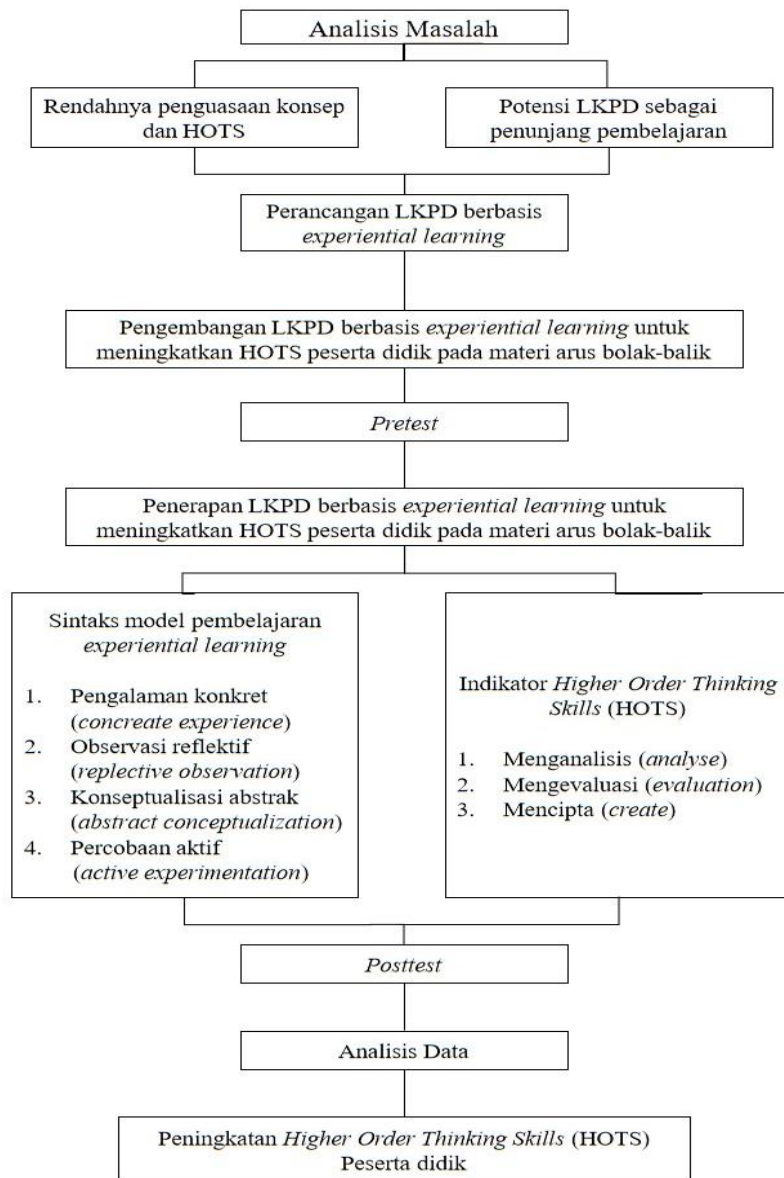 Analisis Masalah
Rendahnya penguasaan konsep
dan HOTS
Potensi LKPD sebagai
penunjang pembelajaran
Perancangan LKPD berbasis
experiential learning
Pengembangan LKPD berbasis experiential learning untuk
meningkatkan HOTS peserta didik pada materi arus bolak-balik
Pretest
Penerapan LKPD berbasis experiential learning untuk
meningkatkan HOTS peserta didik pada materi arus bolak-balik
Sintaks model pembelajaran
experiential learning
1. Pengalaman konkret
(concreate experience)
2. Observasi reflektif
(replective observation)
3. Konseptualisasi abstrak
(abstract conceptualization)
4. Percobaan aktif
(active experimentation)
Indikator Higher Order Thinking
Skills (HOTS)
1. Menganalisis (analyse)
2. Mengevaluasi (evaluation)
3. Mencipta (create)
Posttest
Analisis Data
Peningkatan Higher Order Thinking Skills (HOTS)
Peserta didik